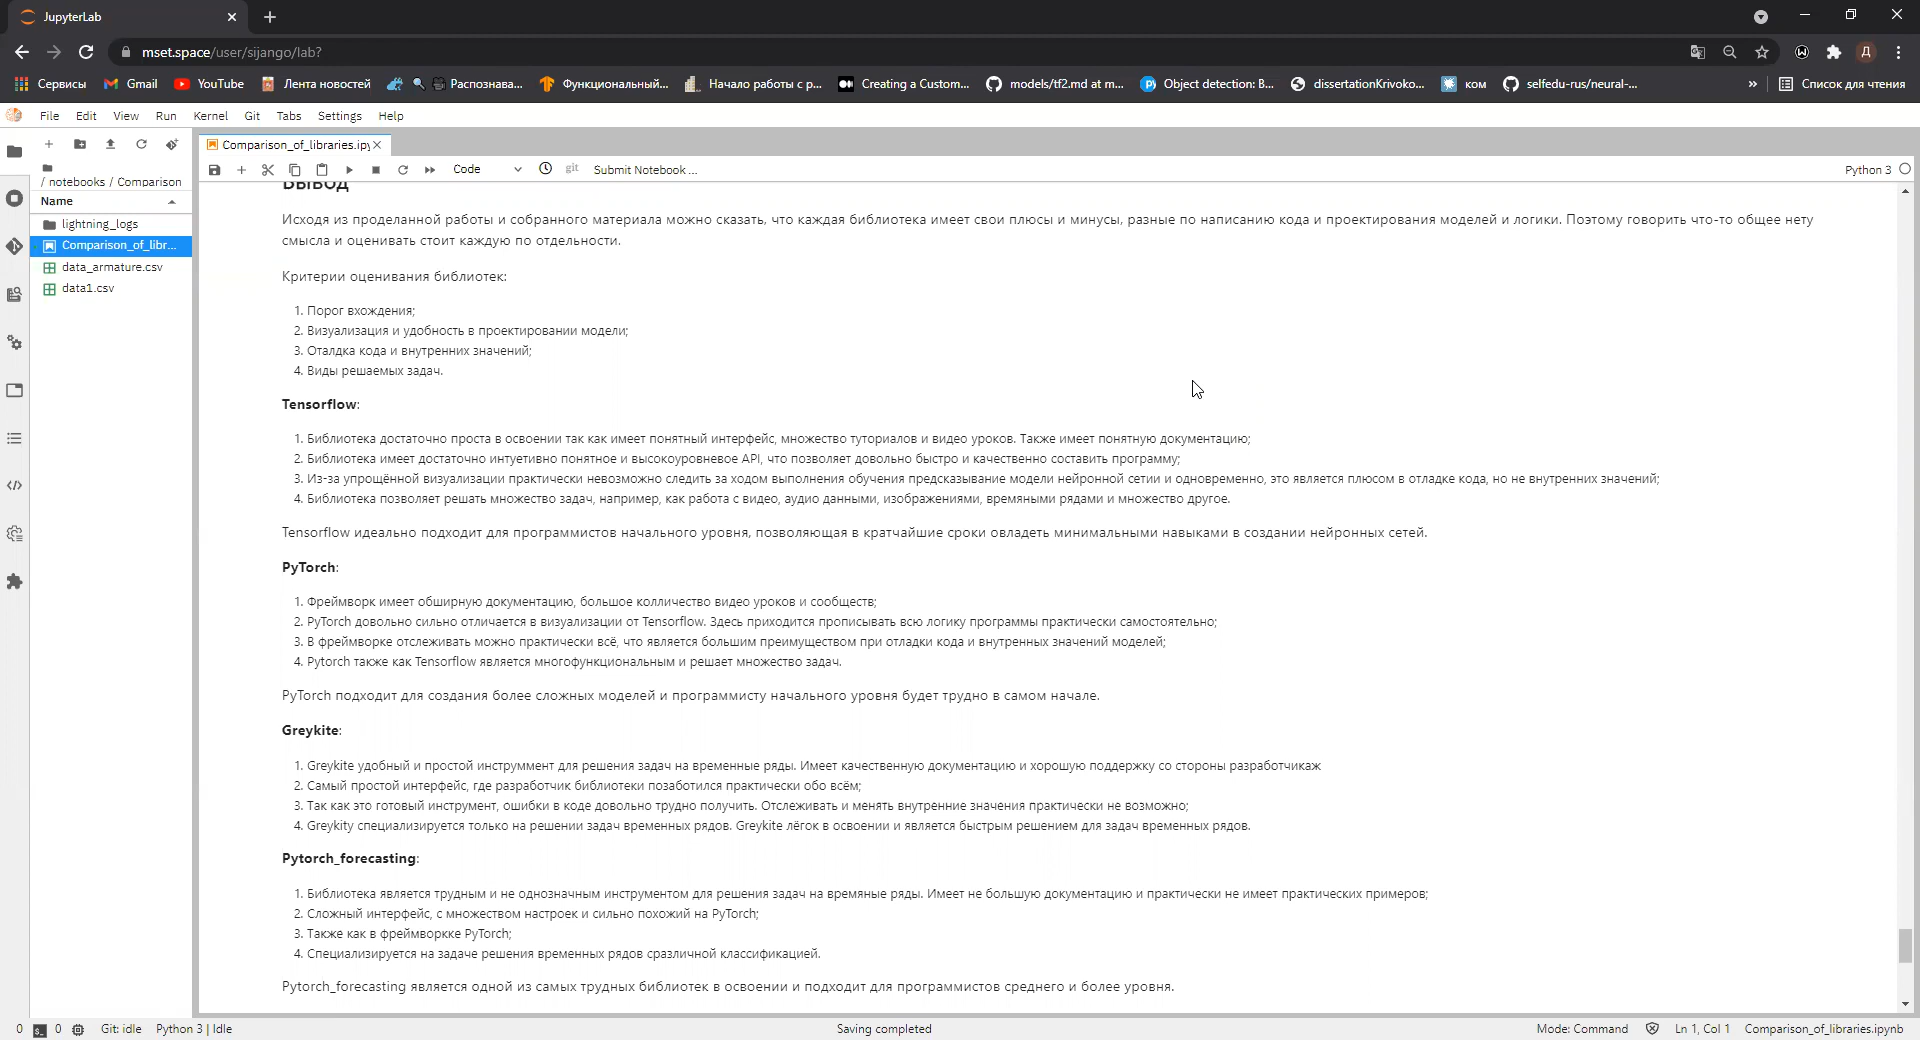 JupyterLab
mset.space/user/sijango/lab?
Сервисы Gmail YouTube Лента новостей Распознава... Функциональный... Начало работы с р... Creating a Custom... models/tf2.md at m... Object detection: B... dissertationKrivoko... ком selfedu-rus/neural-... » Список для чтения
File Edit View Run Kernel Git Tabs Settings Help
Comparison_of_libraries.ipy
Code git Submit Notebook ... Python 3
/ notebooks / Comparison
Name
lightning_logs
Comparison_of_libr...
data_armature.csv
data1.csv
Вывод
Исходя из проделанной работы и собранного материала можно сказать, что каждая библиотека имеет свои плюсы и минусы, разные по написанию кода и проектирования моделей и логики. Поэтому говорить что-то общее нету
смысла и оценивать стоит каждую по отдельности.
Критерии оценивания библиотек:
1. Порог вхождения;
2. Визуализация и удобность в проектировании модели;
3. Оталдка кода и внутренних значений;
4. Виды решаемых задач.
Tensorflow:
1. Библиотека достаточно проста в освоении так как имеет понятный интерфейс, множество туториалов и видео уроков. Также имеет понятную документацию;
2. Библиотека имеет достаточно интуетивно понятное и высокоуровневое API, что позволяет довольно быстро и качественно составить программу;
3. Из-за упрощённой визуализации практически невозможно следить за ходом выполнения обучения предсказывание модели нейронной сетии и одновременно, это является плюсом в отладке кода, но не внутренних значений;
4. Библиотека позволяет решать множество задач, например, как работа с видео, аудио данными, изображениями, времяными рядами и множество другое.
Tensorflow идеально подходит для программистов начального уровня, позволяющая в кратчайшие сроки овладеть минимальными навыками в создании нейронных сетей.
PyTorch:
1. Фреймворк имеет обширную документацию, большое колличество видео уроков и сообществ;
2. PyTorch довольно сильно отличается в визуализации от Tensorflow. Здесь приходится прописывать всю логику программы практически самостоятельно;
3. В фреймворке отслеживать можно практически всё, что является большим преимуществом при отладки кода и внутренных значений моделей;
4. Pytorch также как Tensorflow является многофункциональным и решает множество задач.
PyTorch подходит для создания более сложных моделей и программисту начального уровня будет трудно в самом начале.
Greykite:
1. Greykite удобный и простой инструммент для решения задач на временные ряды. Имеет качественную документацию и хорошую поддержку со стороны разработчикаж
2. Самый простой интерфейс, где разработчик библиотеки позаботился практически обо всём;
3. Так как это готовый инструмент, ошибки в коде довольно трудно получить. Отслеживать и менять внутренние значения практически не возможно;
4. Greykity специализируется только на решении задач временных рядов. Greykite лёгок в освоении и является быстрым решением для задач временных рядов.
Pytorch_forecasting:
1. Библиотека является трудным и не однозначным инструментом для решения задач на времяные ряды. Имеет не большую документацию и практически не имеет практических примеров;
2. Сложный интерфейс, с множеством настроек и сильно похожий на PyTorch;
3. Также как в фреймворкке PyTorch;
4. Специализируется на задаче решения временных рядов сразличной классификацией.
Pytorch_forecasting является одной из самых трудных библиотек в освоении и подходит для программистов среднего и более уровня.
0 0 Git: idle Python 3 | Idle Saving completed Mode: Command Ln 1, Col 1 Comparison_of_libraries.ipynb